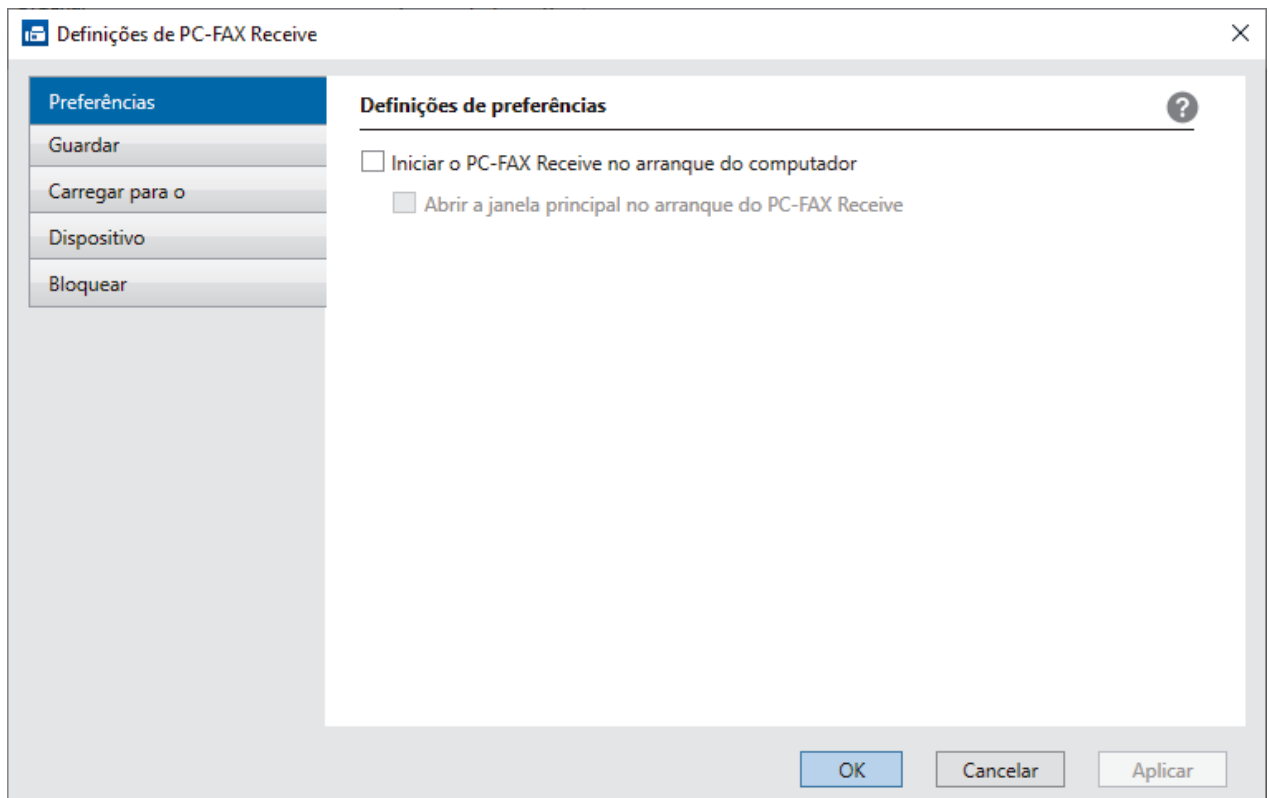 Definições de PC-FAX Receive
Preferências
Guardar
Carregar para o
Dispositivo
Bloquear
Definições de preferências
?
Iniciar o PC-FAX Receive no arranque do computador
Abrir a janela principal no arranque do PC-FAX Receive
OK
Cancelar
Aplicar